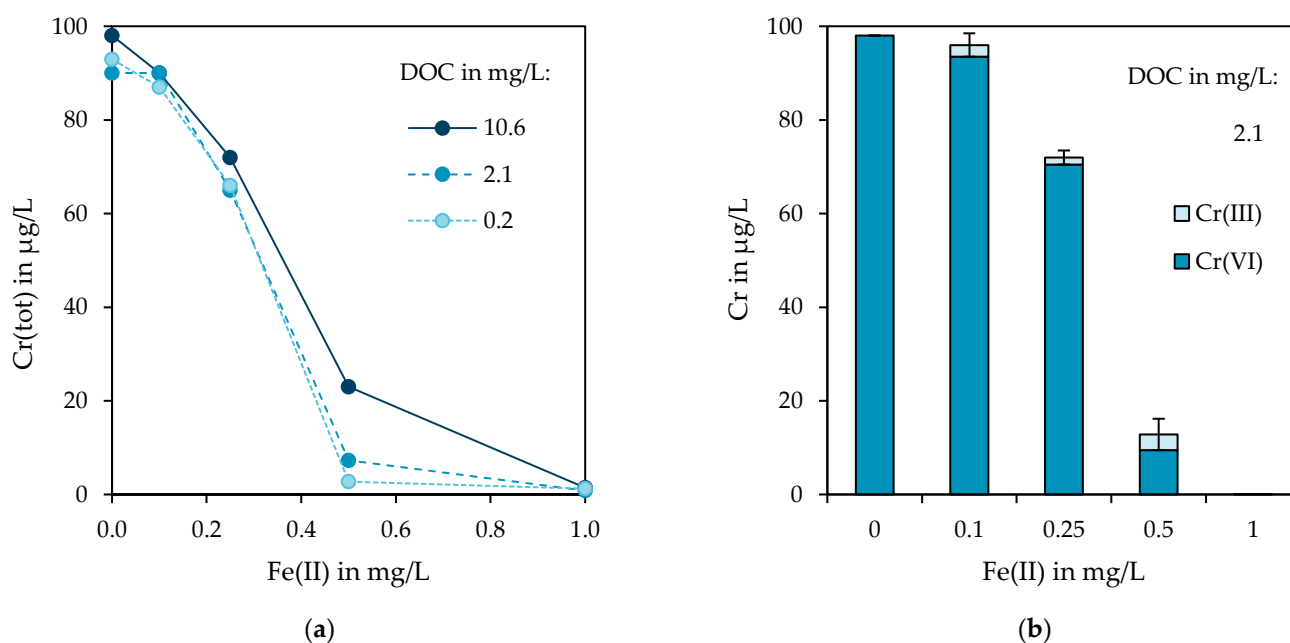 100
80
60
40
20
0
Cr(tot) in µg/L
0.0
0.2
0.4
0.6
0.8
1.0
Fe(II) in mg/L
DOC in mg/L:
10.6
2.1
0.2
(a)
100
80
60
40
20
0
Cr in µg/L
0
0.1
0.25
0.5
1
Fe(II) in mg/L
DOC in mg/L:
2.1
Cr(III)
Cr(VI)
(b)